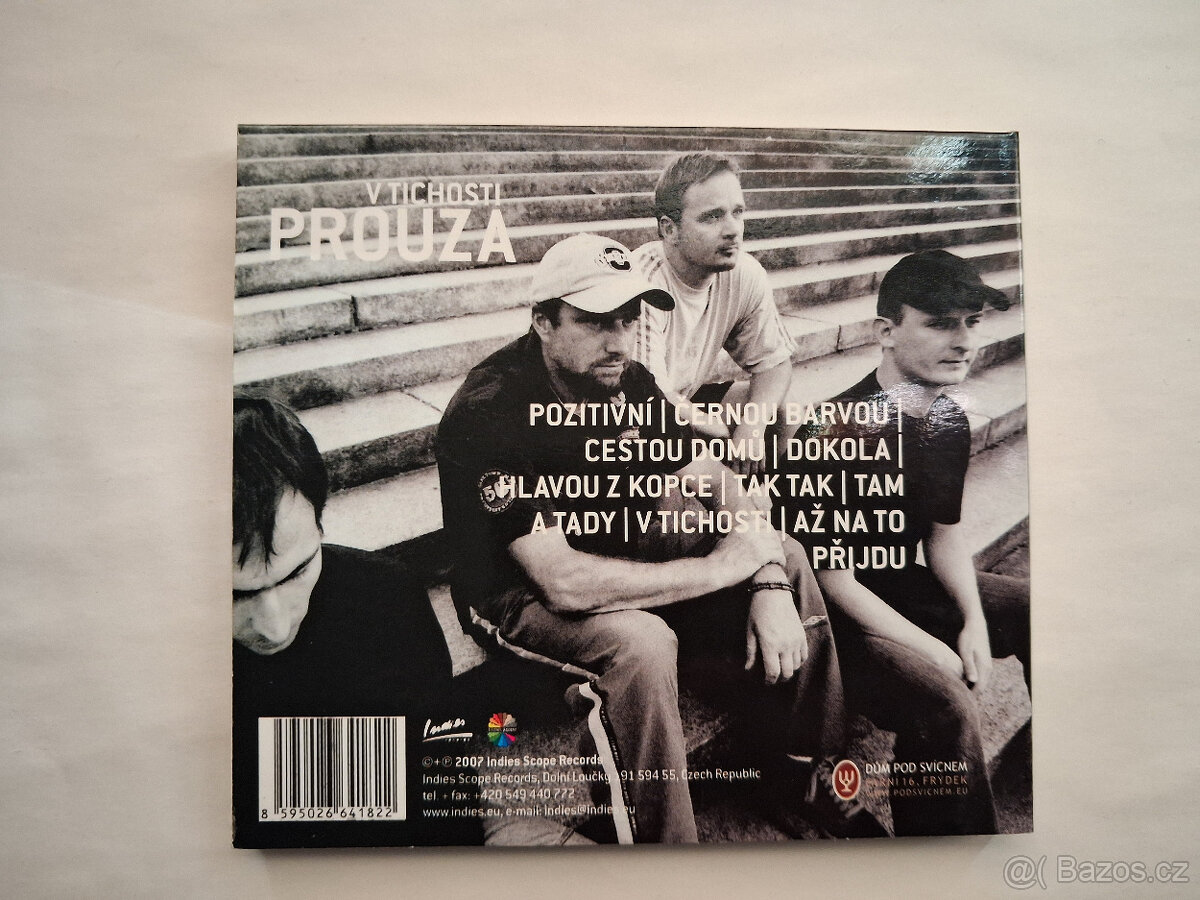 V TICHOSTI
PROUZA
POZITIVNÍ | ČERNOU BARVOU |
CESTOU DOMŮ | DOKOLA |
HLAVOU Z KOPCE | TAK TAK | TAM
A TADY | V TICHOSTI | AŽ NA TO
PŘIJDU
Indies
©+℗ 2007 Indies Scope Records
Indies Scope Records, Dolní Loučky 191 594 55, Czech Republic
tel. + fax: +420 549 440 772
www.indies.eu, e-mail: indies@indies.eu
8 595026 641822
DŮM POD SVÍCNEM
16, FRÝDEK
WWW.PODSVICNEM.EU
@( Bazos.cz